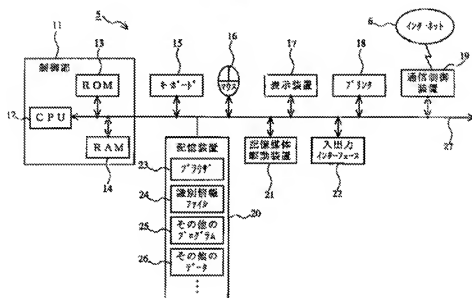 5
11
制御部
13
ROM
12
CPU
RAM
14
15
キーボード
16
マウス
17
表示装置
18
プリンタ
6
インターネット
19
通信制御
装置
27
記憶装置
23
ブラウザ
24
識別情報
ファイル
25
その他の
プログラム
26
その他の
データ
20
記憶媒体
駆動装置
21
入出力
インターフェース
22